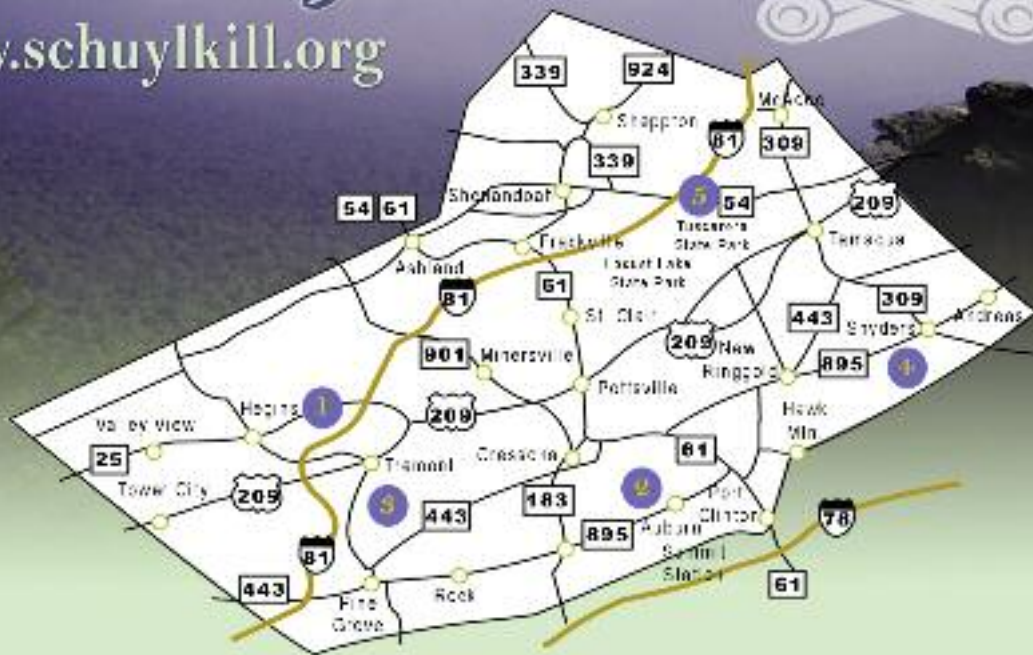 w.schuylkill.org
339
924
McAdoo
Sheppton
81
309
339
Shenandoah
54 61
5
54
209
Tuscarora
State Park
Tamaqua
Frackville
Ashland
Locust Lake
State Park
81
61
309
St. Clair
443
Snyders
Andreas
209
New
Ringgold
901
Minersville
895
4
Pottsville
Hegins
1
209
Hawk
Mtn
Valley View
25
Cressona
61
Tremont
Tower City
209
2
3
183
Port
Clinton
443
Auburn
78
895
Summit
Station
81
61
443
Rock
Pine
Grove